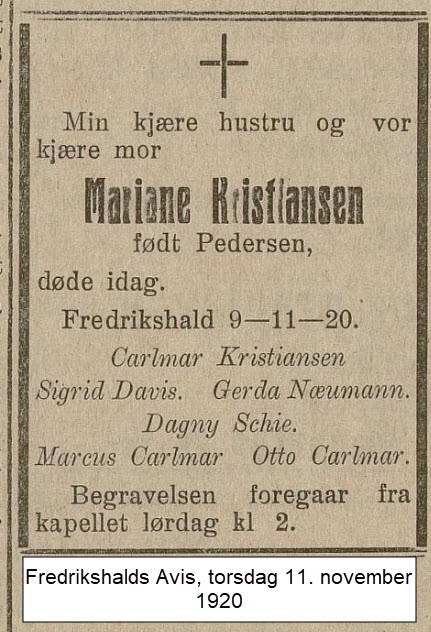 Min kjære hustru og vor
kjære mor
Mariane Kristiansen
født Pedersen,
døde idag.
Fredrikshald 9—11—20.
Carlmar Kristiansen
Sigrid Davis. Gerda Næumann.
Dagny Schie.
Marcus Carlmar Otto Carlmar.
Begravelsen foregaar fra
kapellet lørdag kl 2.
Fredrikshalds Avis, torsdag 11. november
1920